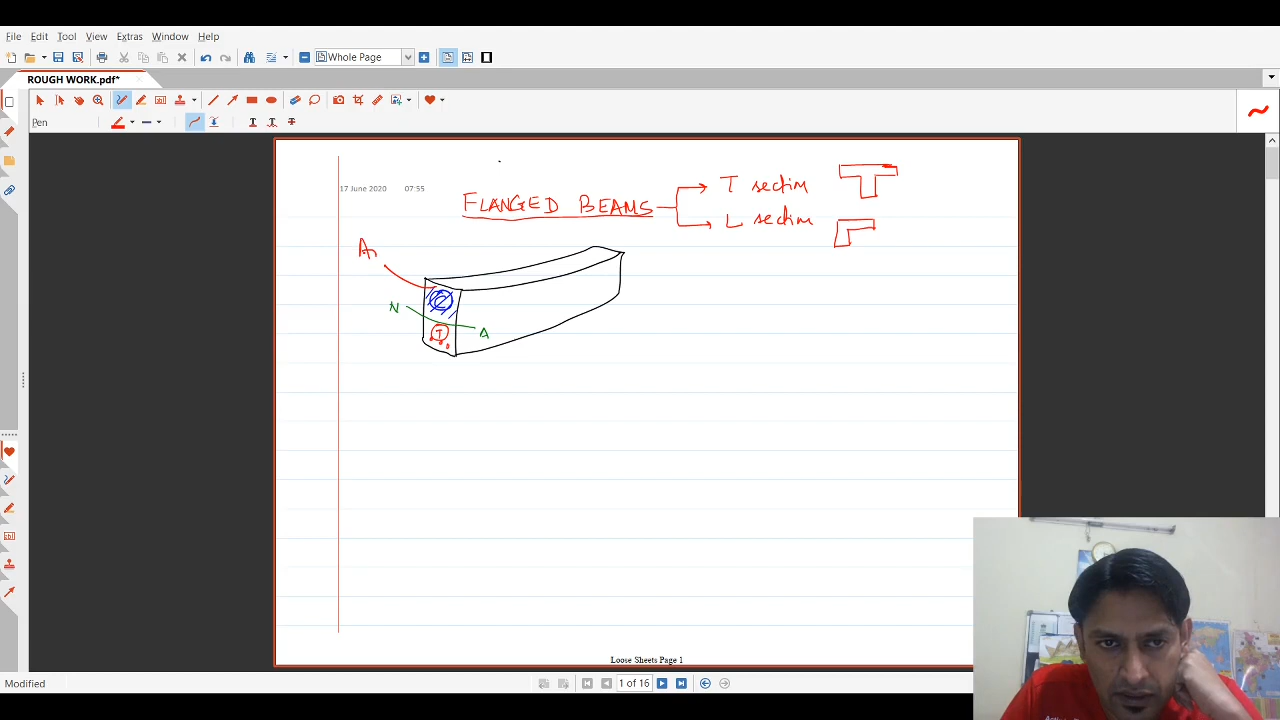 File Edit Tool View Extras Window Help
Whole Page
ROUGH WORK.pdf*
Pen
T T T
17 June 2020 07:55
FLANGED BEAMS
T section
L section
A
C
N
A
T
Loose Sheets Page 1
Modified
1 of 16